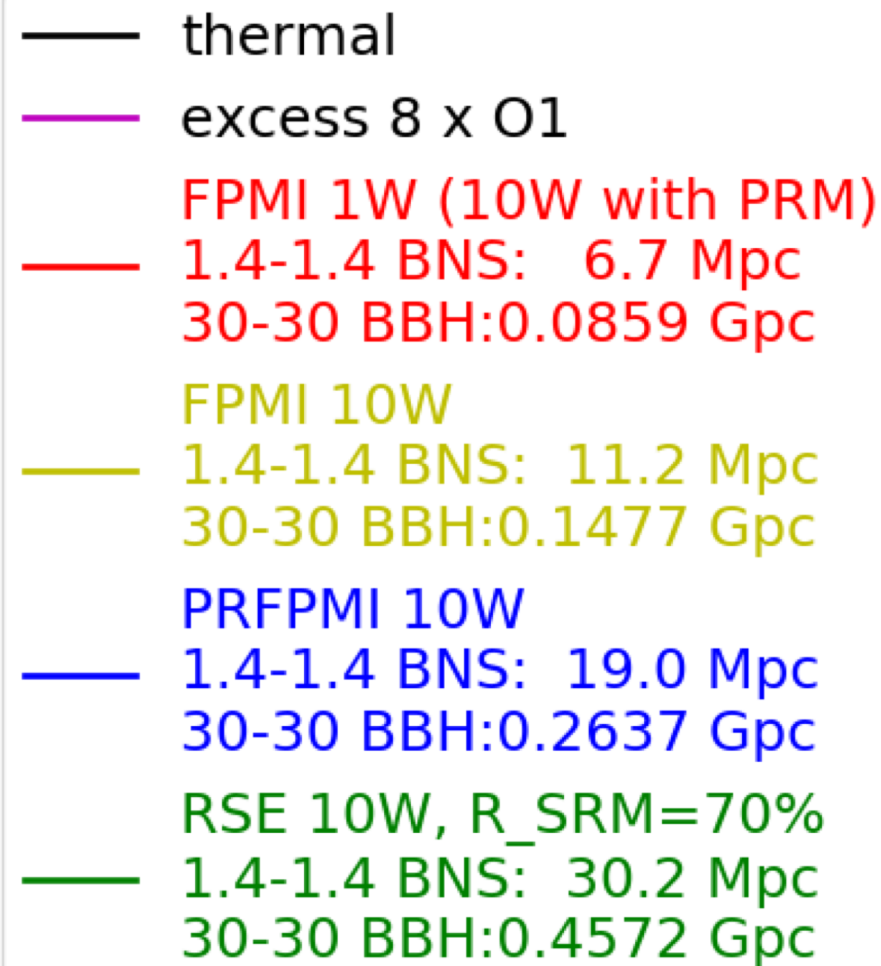 thermal
excess 8 x O1
FPMI 1W (10W with PRM)
1.4-1.4 BNS:   6.7 Mpc
30-30 BBH:0.0859 Gpc
FPMI 10W
1.4-1.4 BNS:  11.2 Mpc
30-30 BBH:0.1477 Gpc
PRFPMI 10W
1.4-1.4 BNS:  19.0 Mpc
30-30 BBH:0.2637 Gpc
RSE 10W, R_SRM=70%
1.4-1.4 BNS:  30.2 Mpc
30-30 BBH:0.4572 Gpc